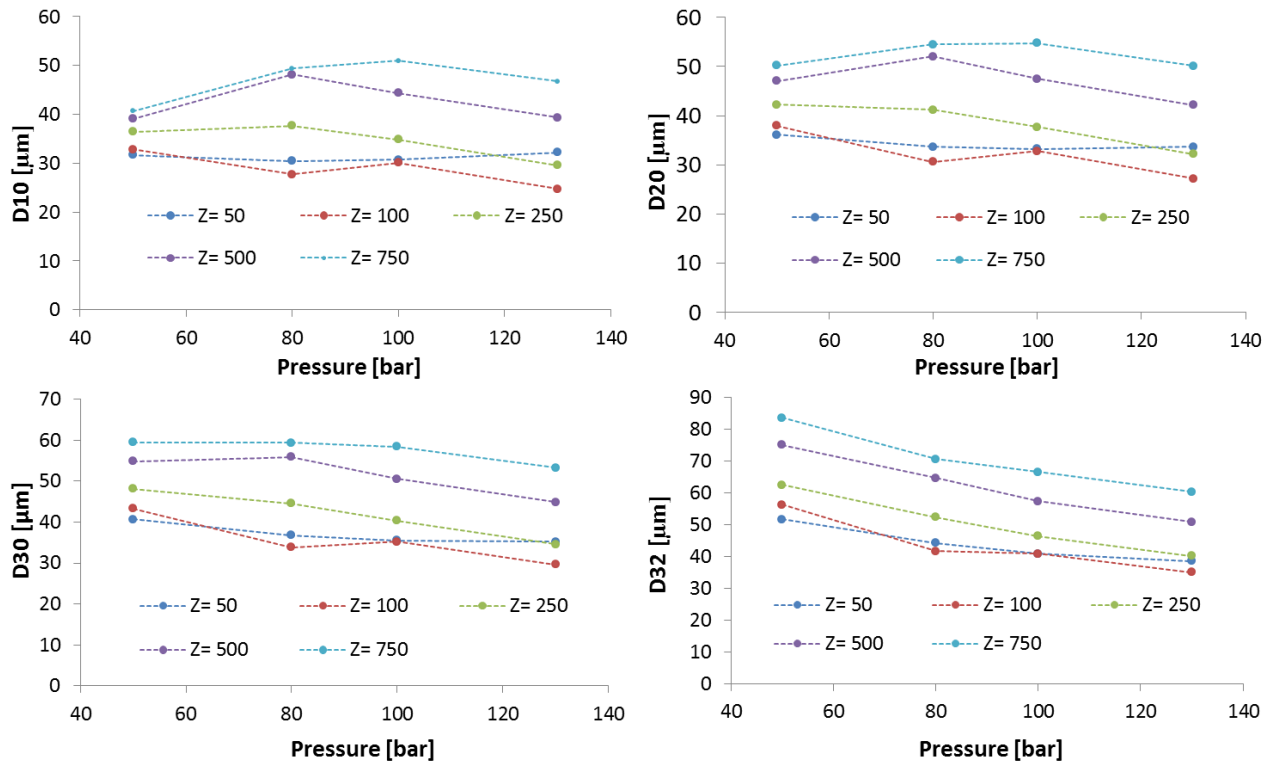 60
50
40
30
20
10
0
D10 [µm]
Z= 50 Z= 100 Z= 250
Z= 500 Z= 750
40 60 80 100 120 140
Pressure [bar]
60
50
40
30
20
10
0
D20 [µm]
Z= 50 Z= 100 Z= 250
Z= 500 Z= 750
40 60 80 100 120 140
Pressure [bar]
70
60
50
40
30
20
10
0
D30 [µm]
Z= 50 Z= 100 Z= 250
Z= 500 Z= 750
40 60 80 100 120 140
Pressure [bar]
90
80
70
60
50
40
30
20
10
0
D32 [µm]
Z= 50 Z= 100 Z= 250
Z= 500 Z= 750
40 60 80 100 120 140
Pressure [bar]